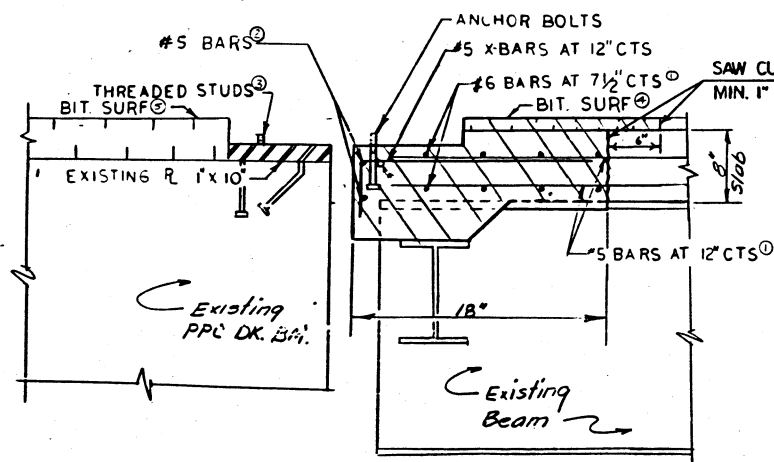 ANCHOR BOLTS
#5 BARS②
#5 X-BARS AT 12" CTS
THREADED STUDS③
#6 BARS AT 7½" CTS①
SAW CU
MIN. 1"
BIT. SURF⑤
BIT. SURF④
6"
8"
Slab
EXISTING PL 1" X 10"
#5 BARS AT 12" CTS①
18"
Existing
PPC DK. BM.
Existing
Beam